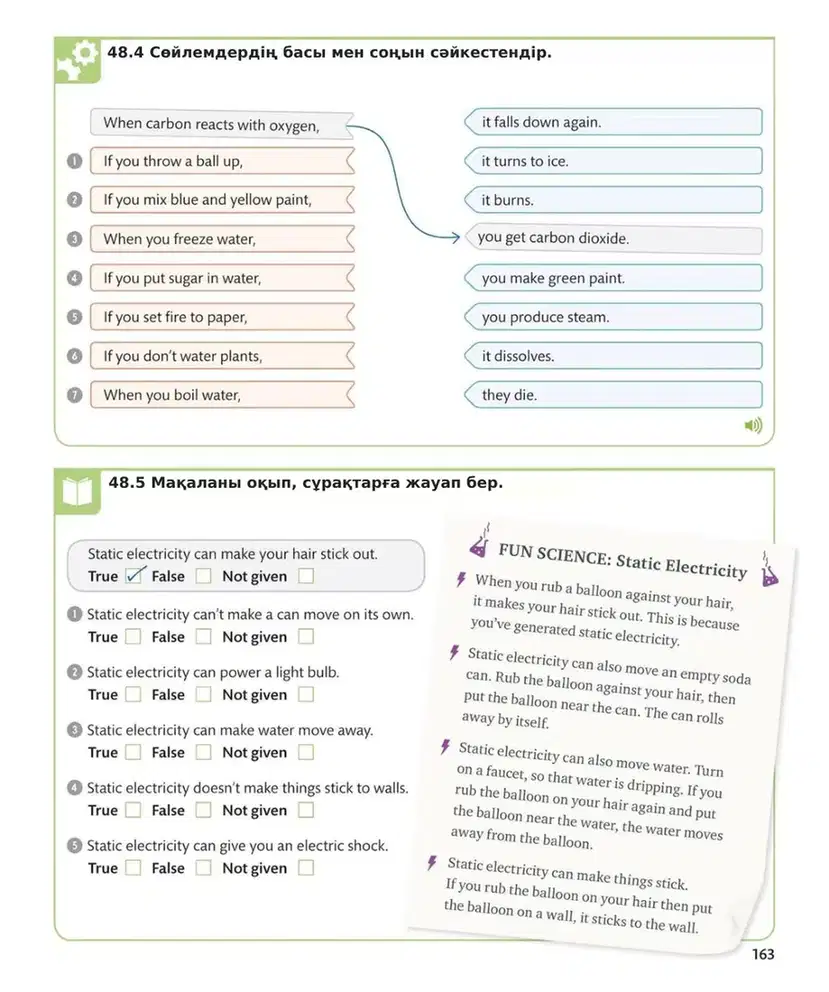 48.4 Сөйлемдердің басы мен соңын сәйкестендір.
When carbon reacts with oxygen,
1 If you throw a ball up,
2 If you mix blue and yellow paint,
3 When you freeze water,
4 If you put sugar in water,
5 If you set fire to paper,
6 If you don't water plants,
7 When you boil water,
it falls down again.
it turns to ice.
it burns.
you get carbon dioxide.
you make green paint.
you produce steam.
it dissolves.
they die.
48.5 Мақаланы оқып, сұрақтарға жауап бер.
Static electricity can make your hair stick out.
True ✓ False Not given
1 Static electricity can't make a can move on its own.
True False Not given
2 Static electricity can power a light bulb.
True False Not given
3 Static electricity can make water move away.
True False Not given
4 Static electricity doesn't make things stick to walls.
True False Not given
5 Static electricity can give you an electric shock.
True False Not given
FUN SCIENCE: Static Electricity
When you rub a balloon against your hair,
it makes your hair stick out. This is because
you've generated static electricity.
Static electricity can also move an empty soda
can. Rub the balloon against your hair, then
put the balloon near the can. The can rolls
away by itself.
Static electricity can also move water. Turn
on a faucet, so that water is dripping. If you
rub the balloon on your hair again and put
the balloon near the water, the water moves
away from the balloon.
Static electricity can make things stick.
If you rub the balloon on your hair then put
the balloon on a wall, it sticks to the wall.
163